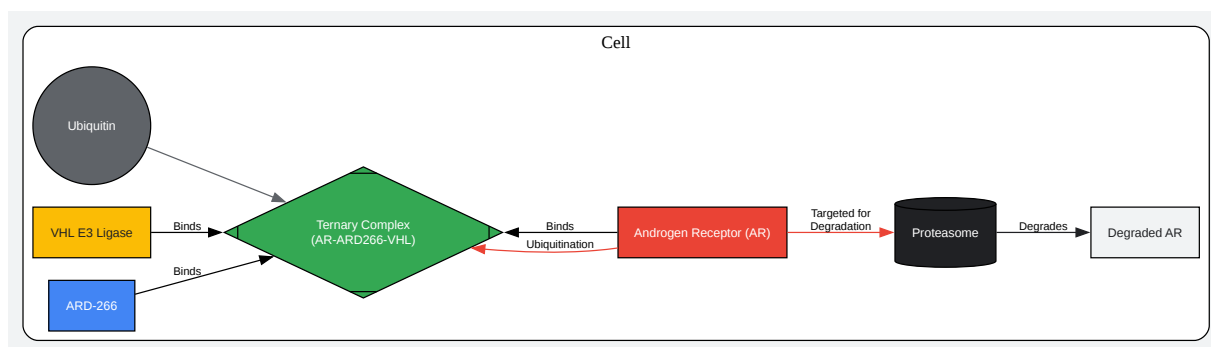 Cell
Ubiquitin
VHL E3 Ligase
Binds
ARD-266
Binds
Ternary Complex
(AR-ARD266-VHL)
Binds
Ubiquitination
Androgen Receptor (AR)
Targeted for
Degradation
Proteasome
Degrades
Degraded AR